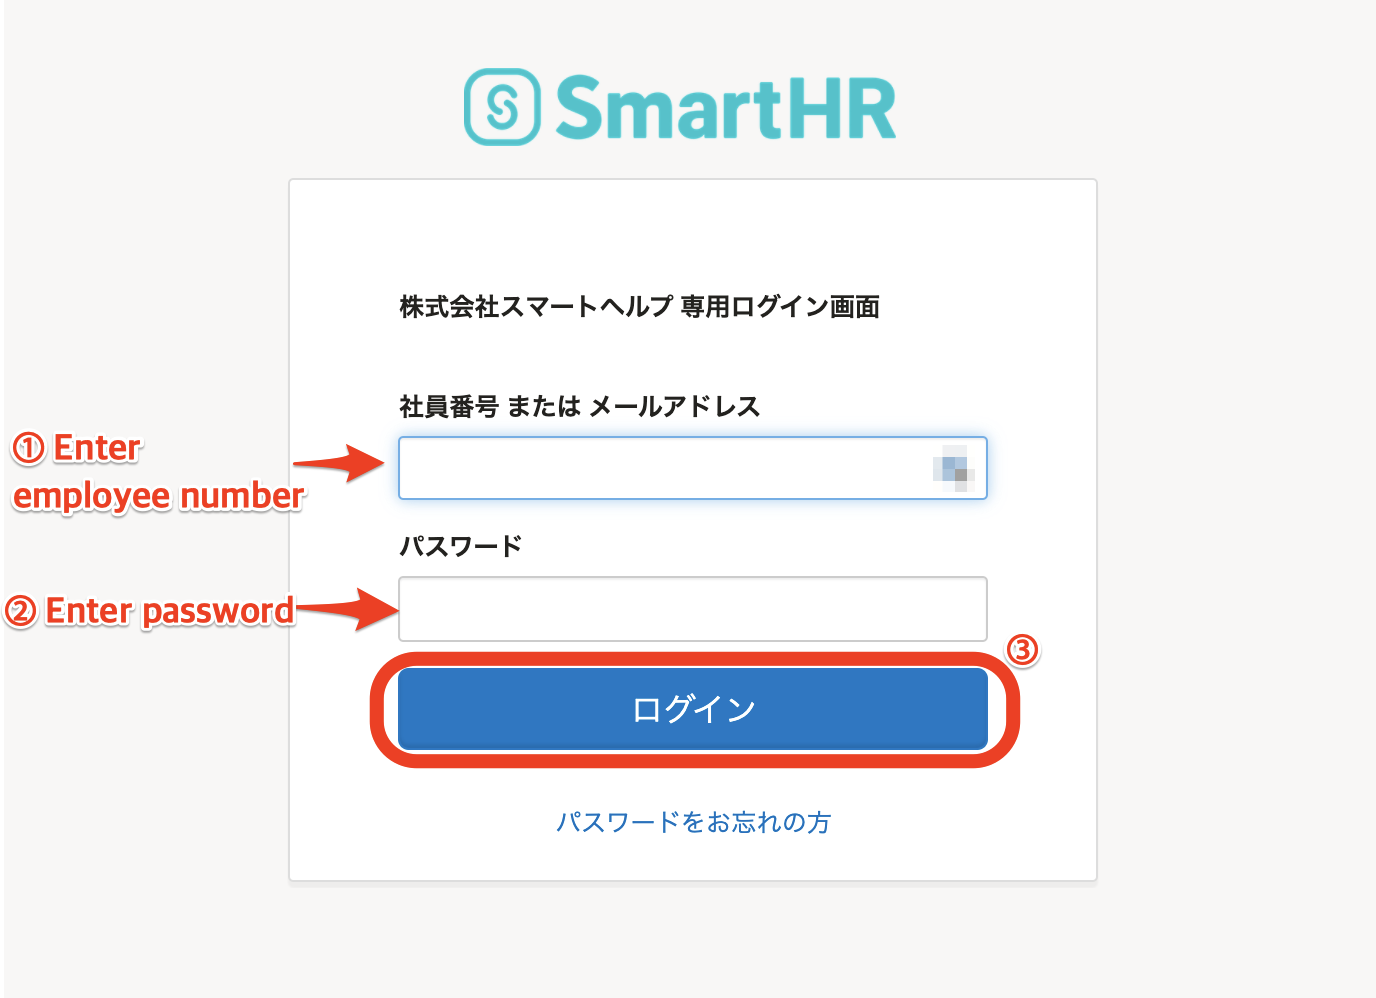 SmartHR
株式会社スマートヘルプ 専用ログイン画面
社員番号 または メールアドレス
① Enter
employee number
パスワード
② Enter password
③
ログイン
パスワードをお忘れの方